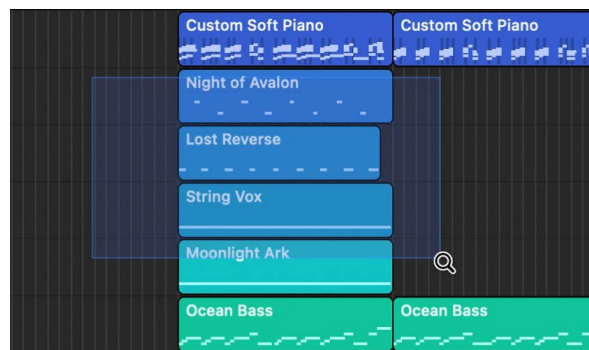 Custom Soft Piano
Custom Soft Piano
Night of Avalon
Lost Reverse
String Vox
Moonlight Ark
Ocean Bass
Ocean Bass